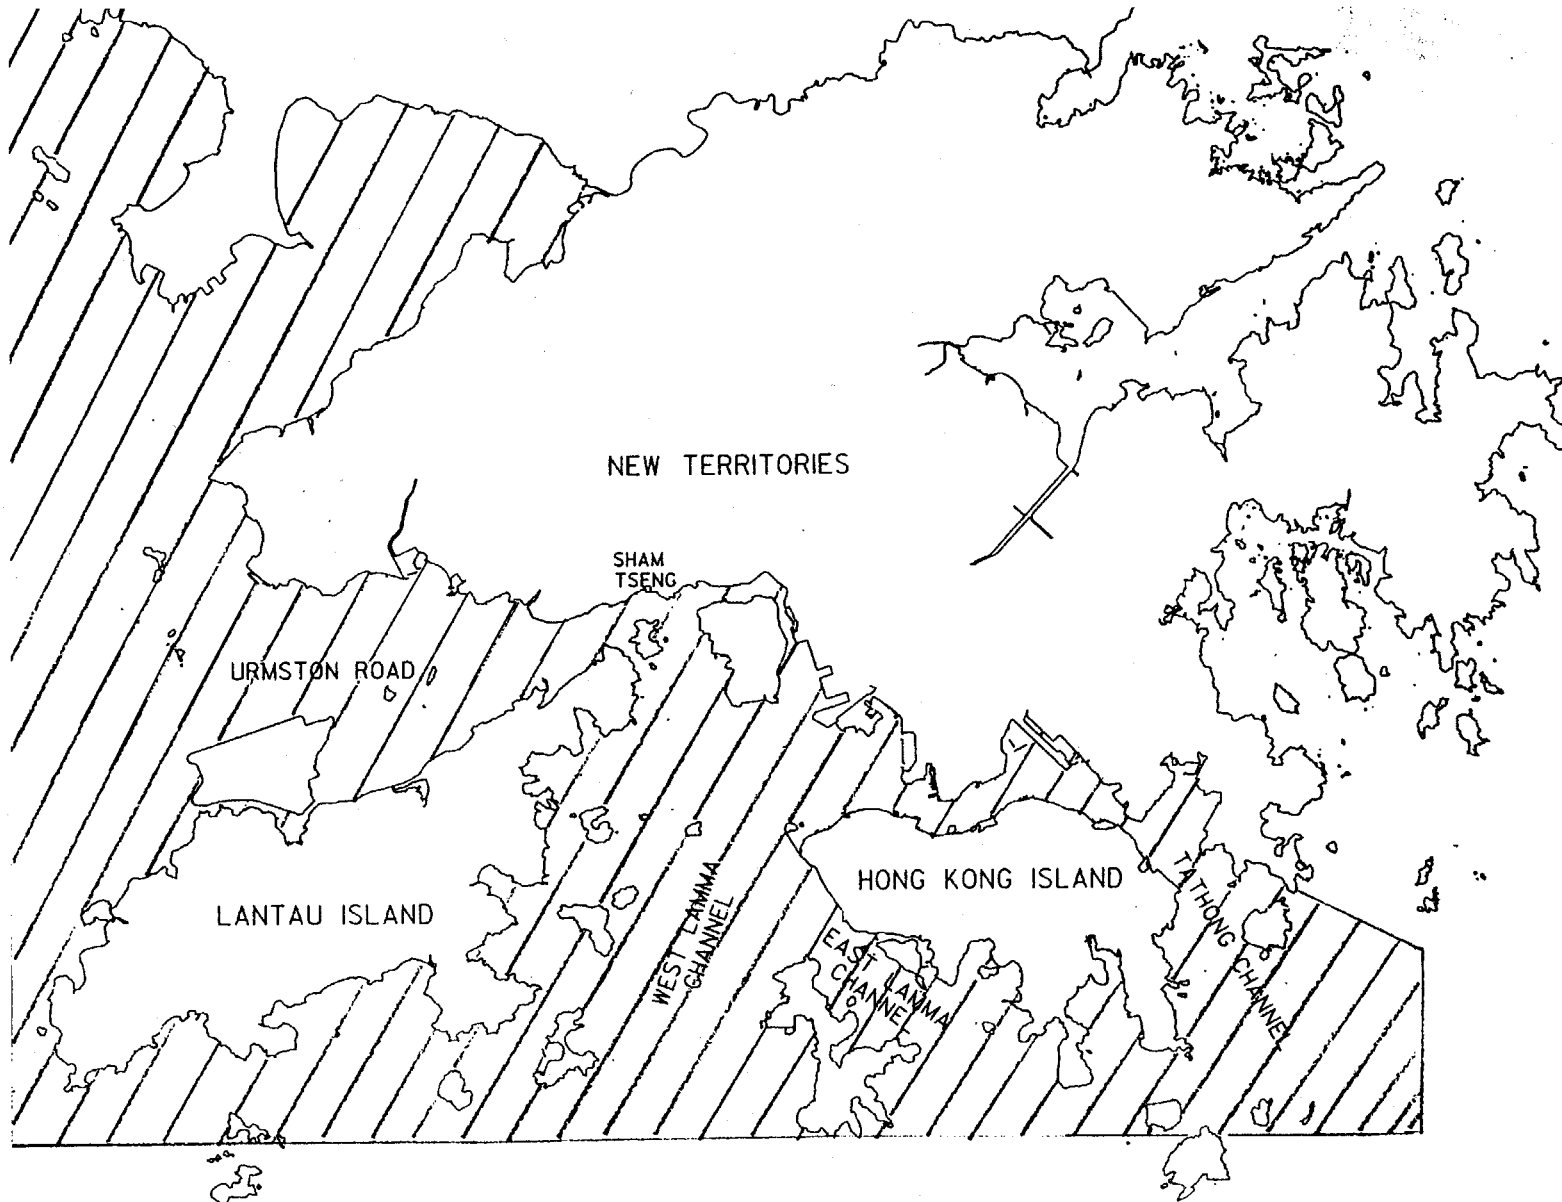 NEW TERRITORIES
SHAM
TSENG
URMSTON ROAD
HONG KONG ISLAND
LANTAU ISLAND
WEST LAMMA
CHANNEL
EAST LAMMA
CHANNEL
TATHONG CHANNEL